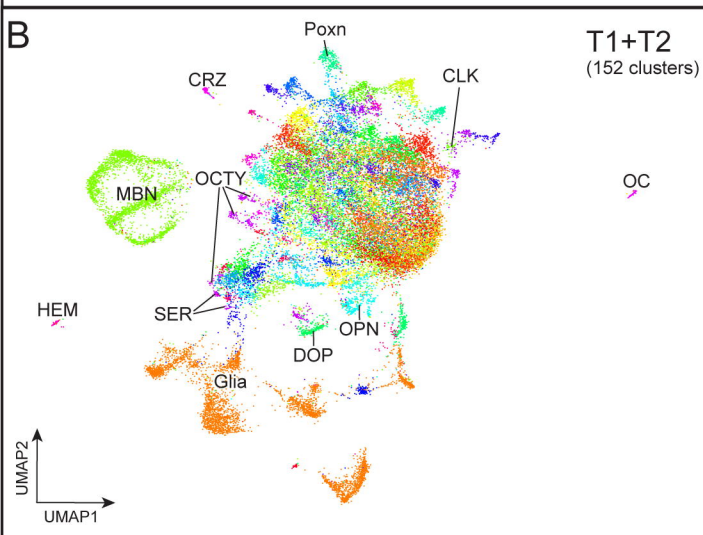 B
Poxn
T1+T2
(152 clusters)
CRZ
CLK
MBN
OCTY
OC
HEM
SER
OPN
DOP
Glia
UMAP2
UMAP1